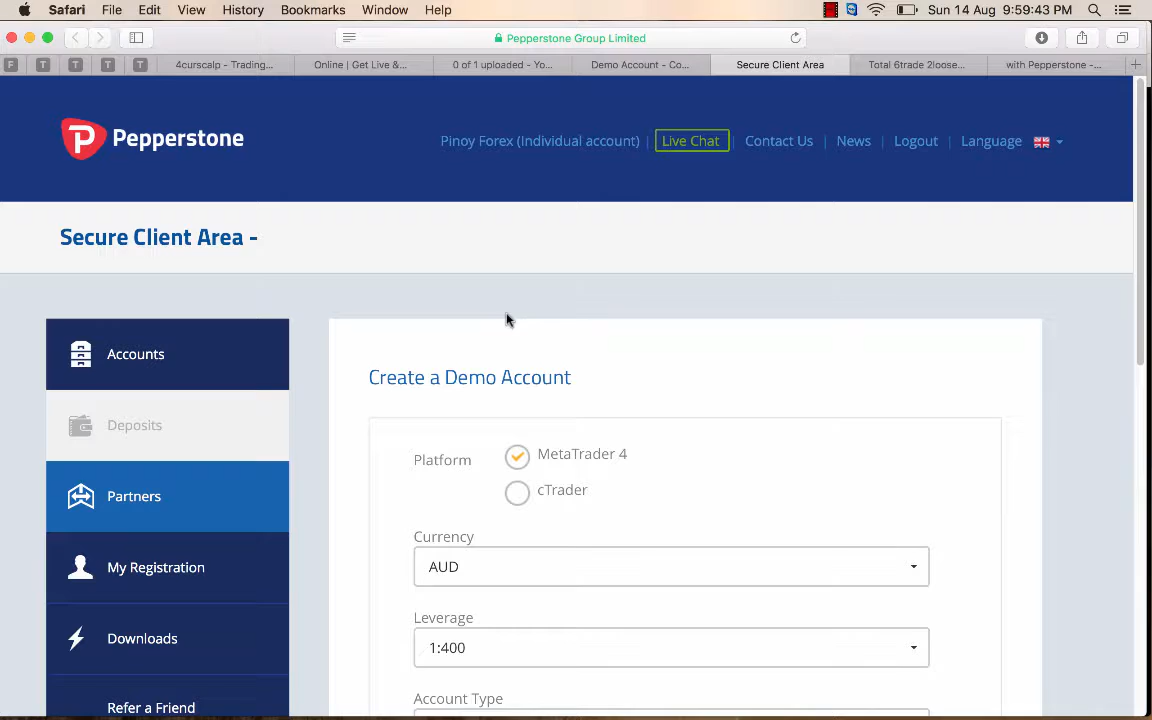 Safari File Edit View History Bookmarks Window Help Sun 14 Aug 9:59:43 PM
Pepperstone Group Limited
F T T T T 4curscalp - Trading... Online | Get Live &... 0 of 1 uploaded - Yo... Demo Account - Co... Secure Client Area Total 6trade 2loose... with Pepperstone -...
P Pepperstone Pinoy Forex (Individual account) | Live Chat | Contact Us | News | Logout | Language
Secure Client Area -
Accounts
Deposits
Partners
My Registration
Downloads
Refer a Friend
Create a Demo Account
Platform MetaTrader 4
cTrader
Currency
AUD
Leverage
1:400
Account Type